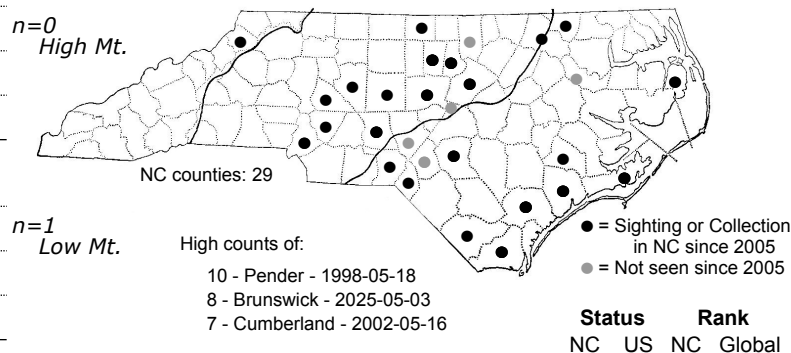 n=0
High Mt.
NC counties: 29
n=1
Low Mt.
High counts of:
10 - Pender - 1998-05-18
8 - Brunswick - 2025-05-03
7 - Cumberland - 2002-05-16
= Sighting or Collection
in NC since 2005
= Not seen since 2005
Status Rank
NC US NC Global